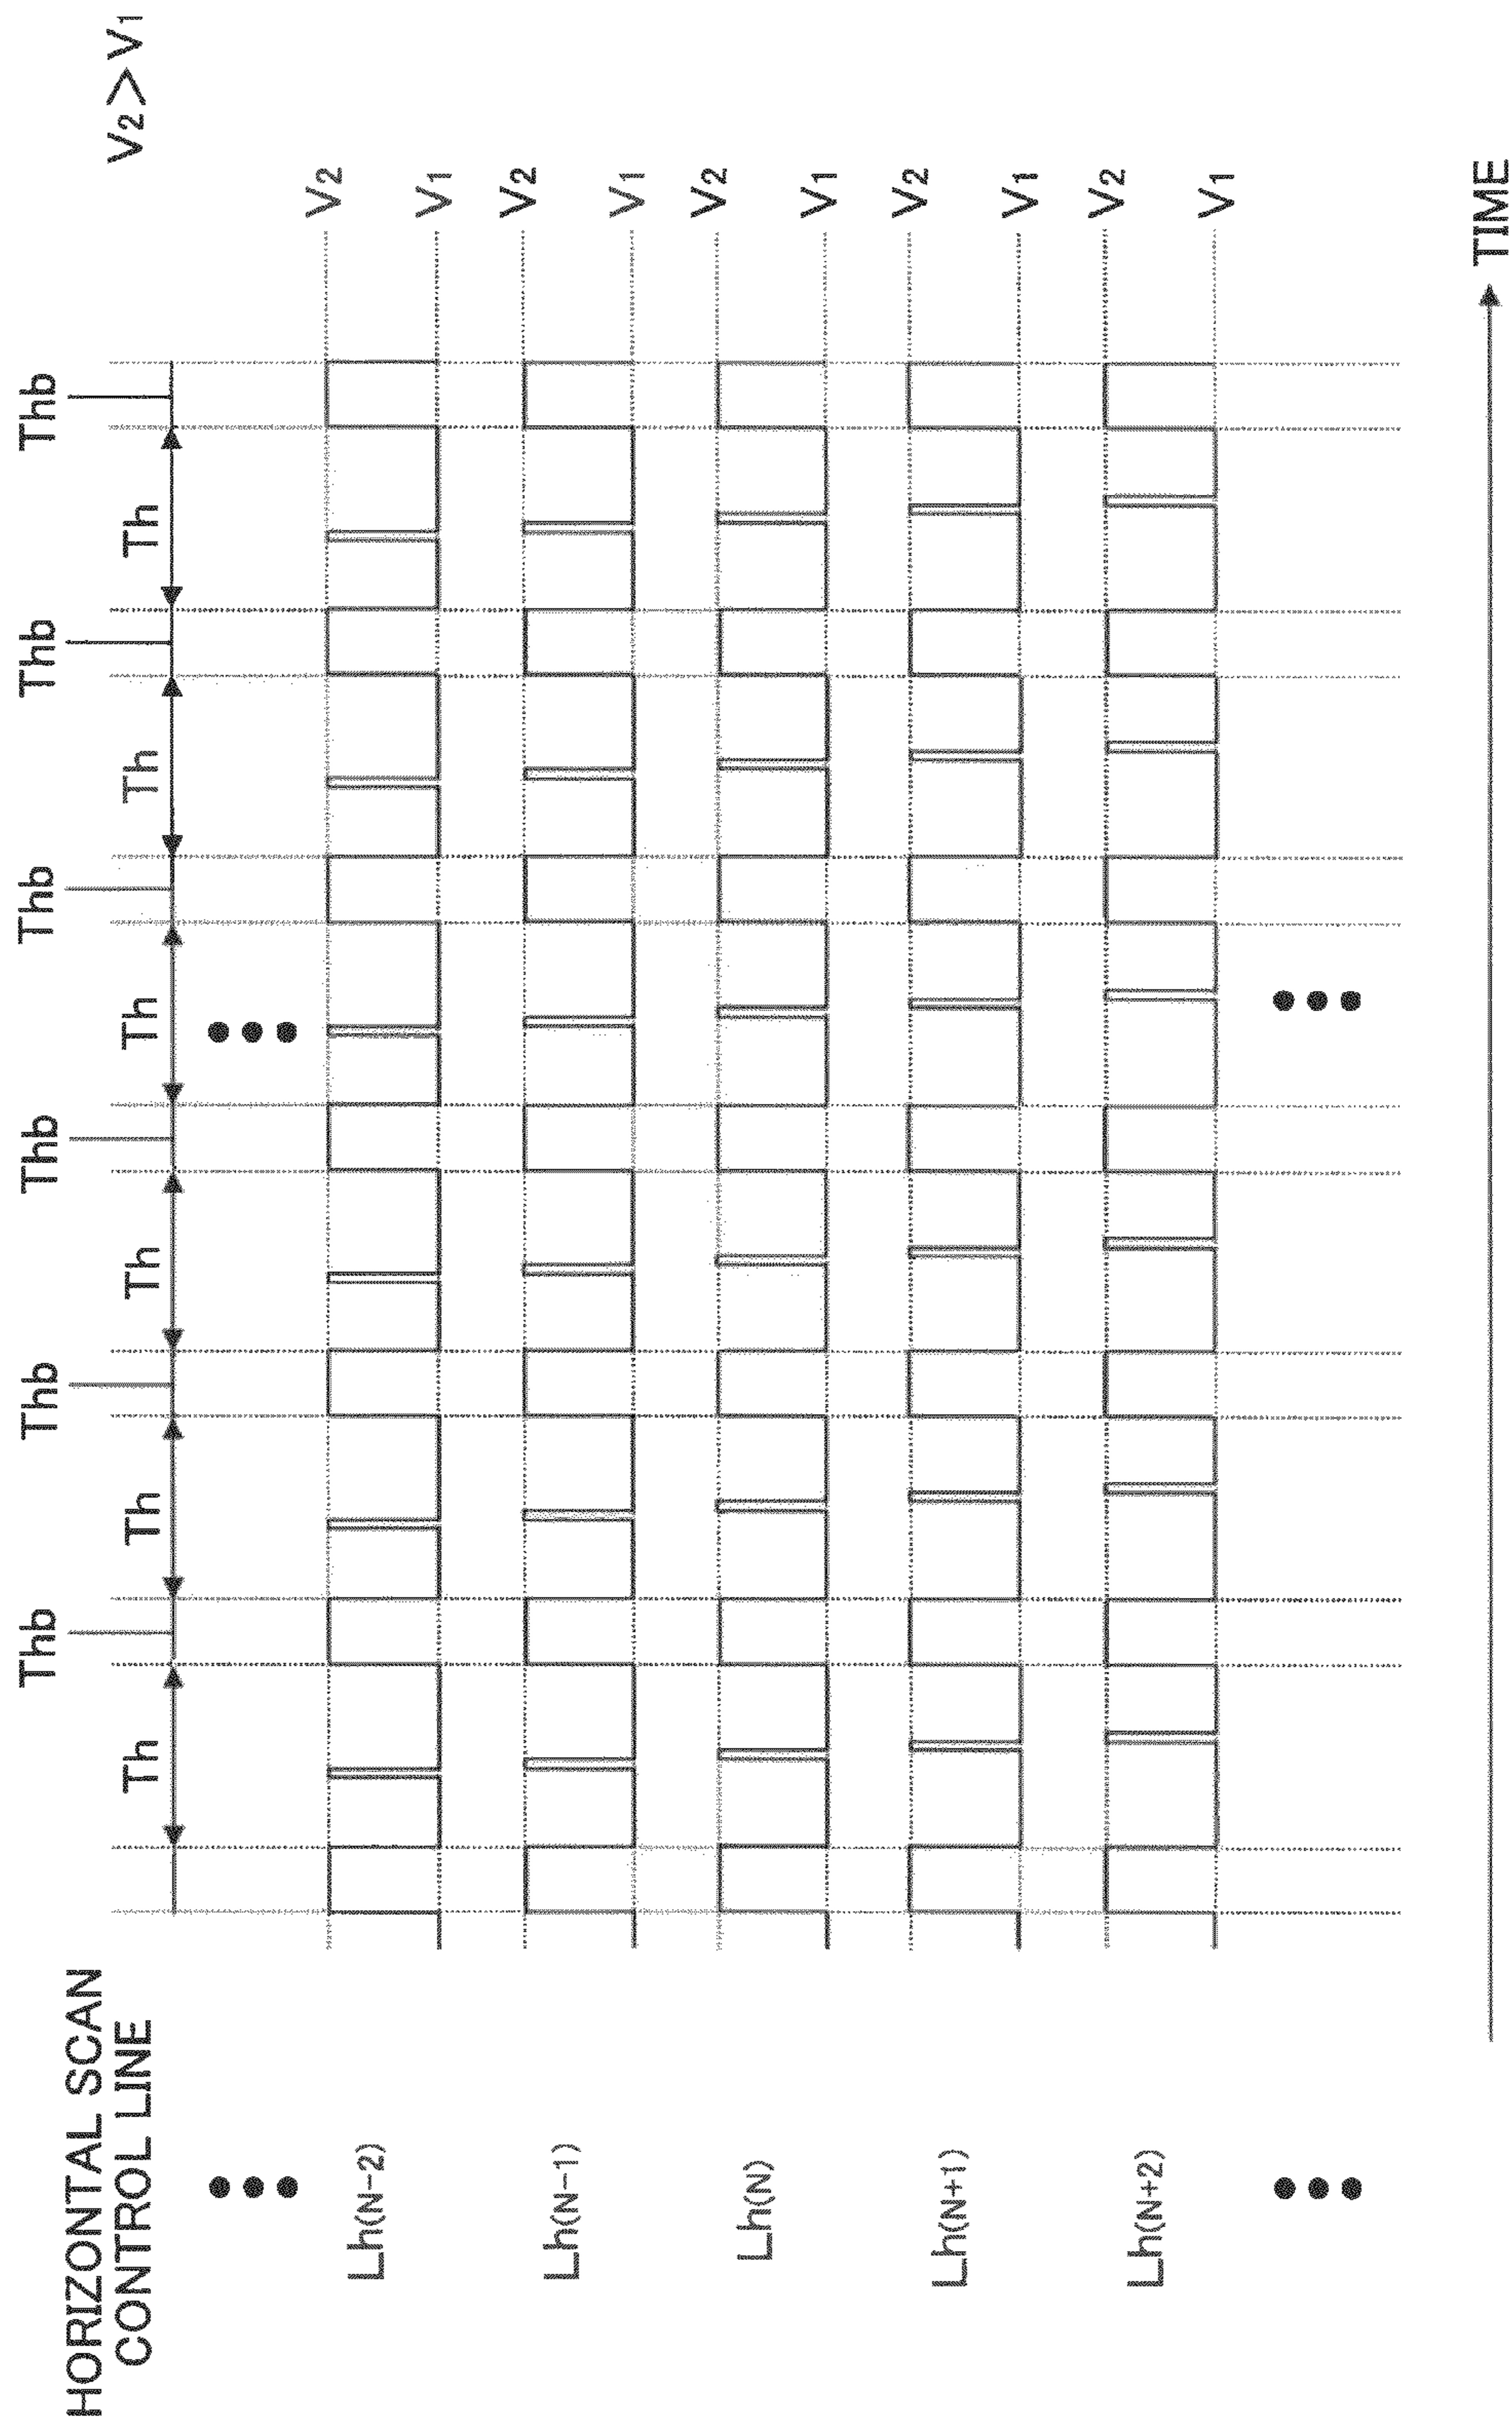 V2>V1
HORIZONTAL SCAN
CONTROL LINE
Th
Thb
Th
Thb
Th
Thb
Th
Thb
Th
Thb
Th
Thb
•••
•••
Lh(N-2)
V2
V1
Lh(N-1)
V2
V1
Lh(N)
V2
V1
Lh(N+1)
V2
V1
Lh(N+2)
V2
V1
•••
•••
TIME